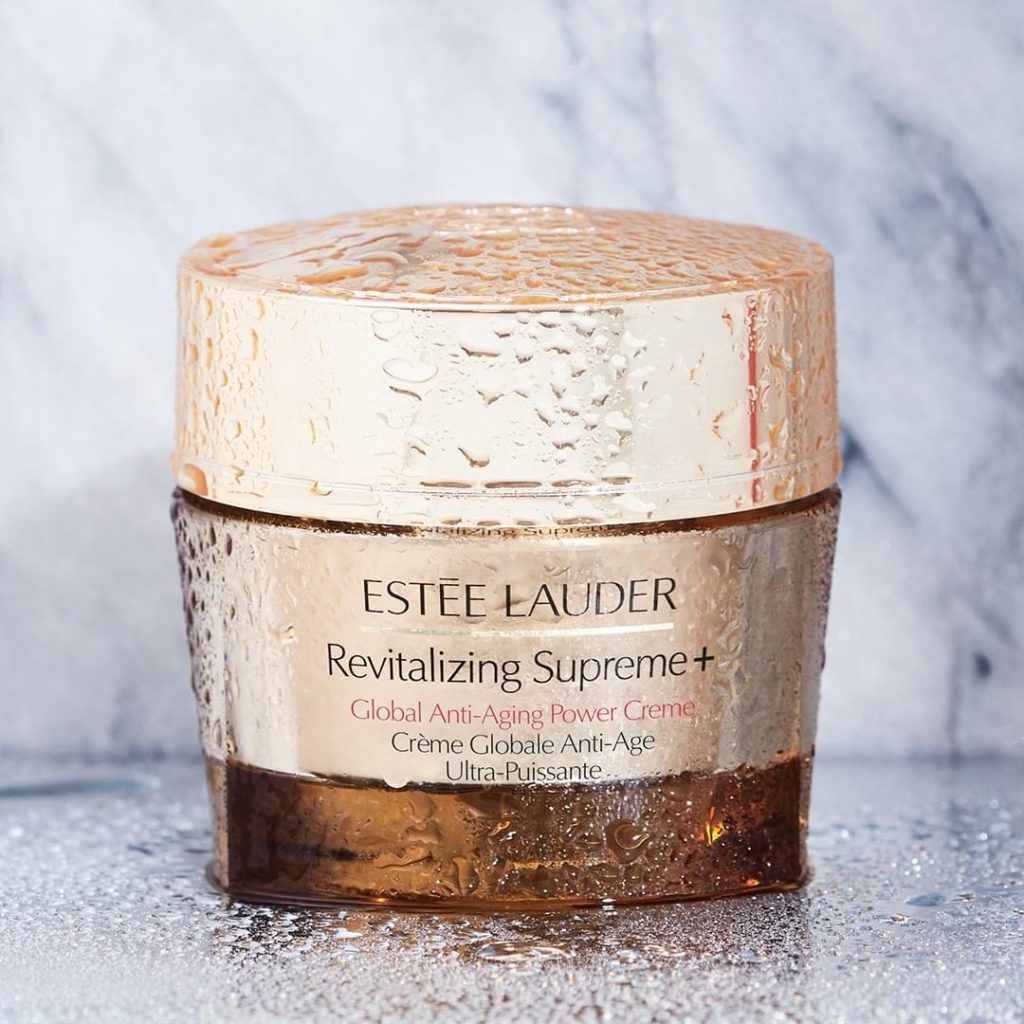 ESTĒE LAUDER
Revitalizing Supreme+
Global Anti-Aging Power Creme
Crème Globale Anti-Age
Ultra-Puissante